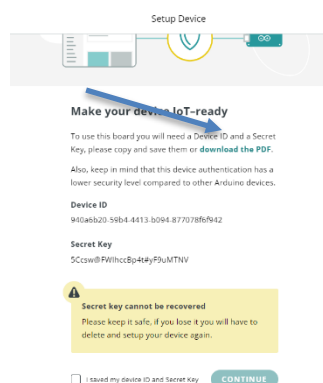 Setup Device
Make your device IoT-ready
To use this board you will need a Device ID and a Secret
Key, please copy and save them or download the PDF.
Also, keep in mind that this device authentication has a
lower security level compared to other Arduino devices.
Device ID
940a6b20-59b4-4413-b094-877078f6f942
Secret Key
5Ccsw@FWIhccBp4t#yF9uMTNV
Secret key cannot be recovered
Please keep it safe, if you lose it you will have to
delete and setup your device again.
I saved my device ID and Secret Key
CONTINUE